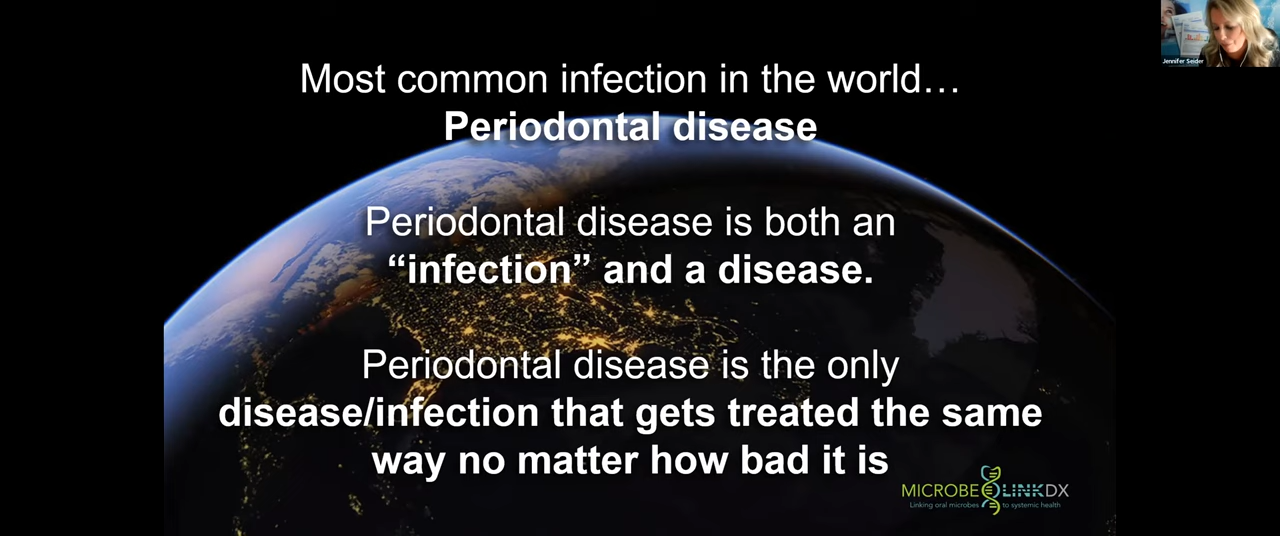 Most common infection in the world…
Periodontal disease
Periodontal disease is both an
“infection” and a disease.
Periodontal disease is the only
disease/infection that gets treated the same
way no matter how bad it is
MICROBE LINKDX
Linking oral microbes to systemic health
Jennifer Seider